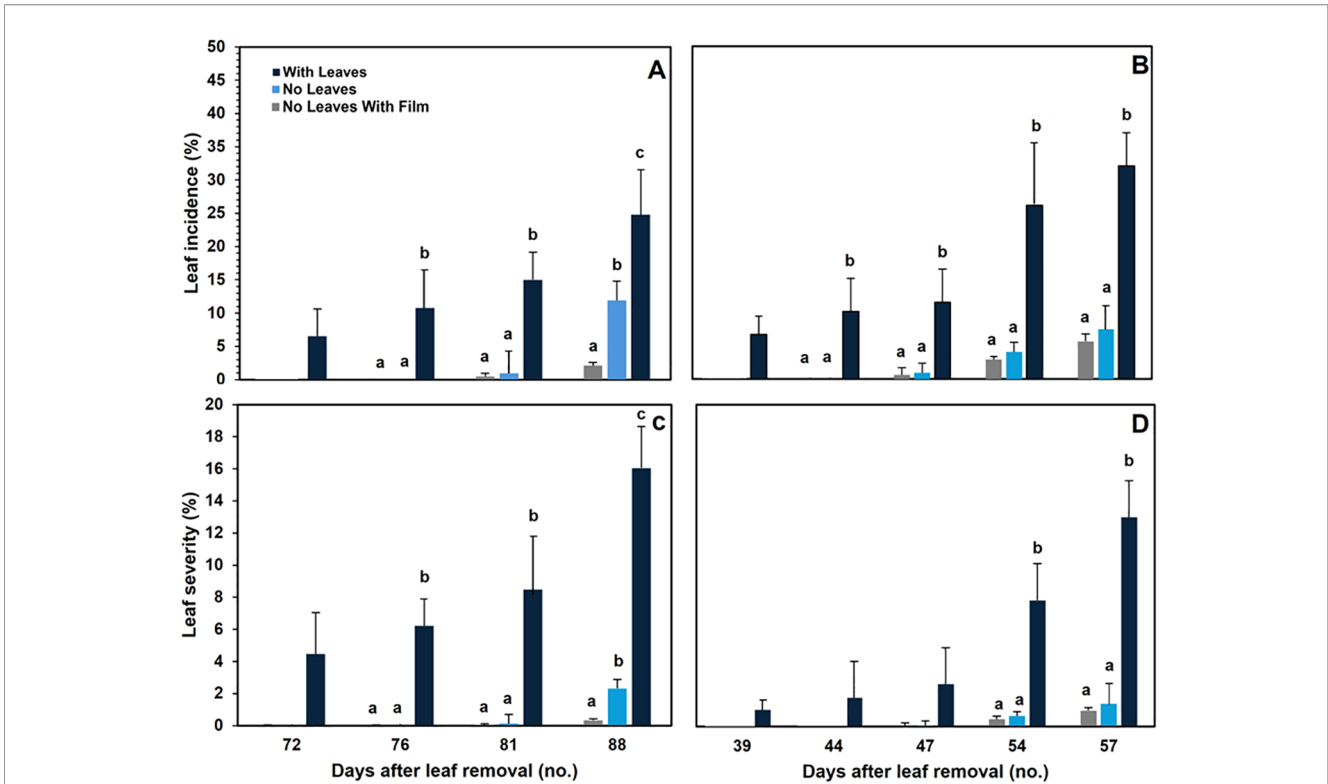 50
45
40
35
30
25
20
15
10
5
0
Leaf incidence (%)
With Leaves
No Leaves
No Leaves With Film
A
a a b
a a b
a b c
B
a a b
a a b
a a b
a a b
20
18
16
14
12
10
8
6
4
2
0
Leaf severity (%)
C
a a b
a a b
a b c
72 76 81 88
Days after leaf removal (no.)
D
a a b
a a b
39 44 47 54 57
Days after leaf removal (no.)